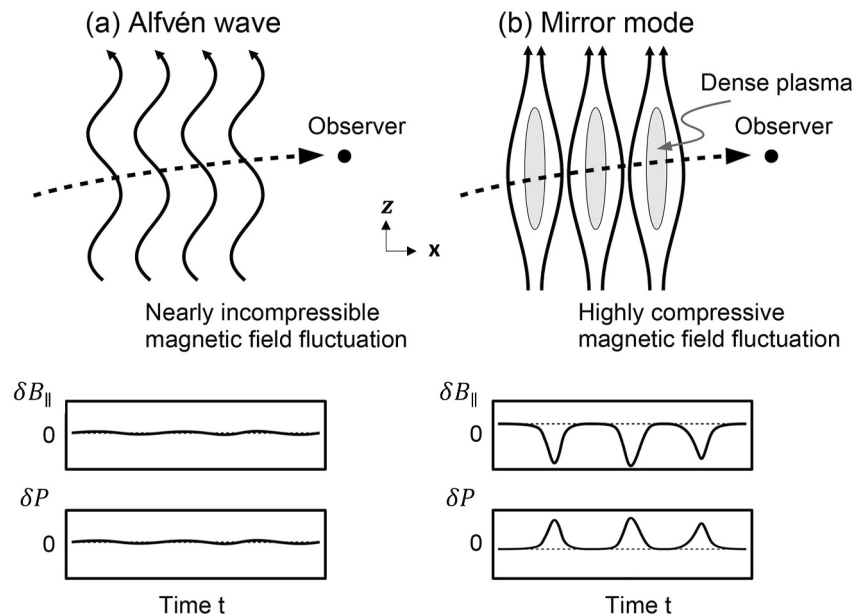 (a) Alfvén wave
Observer
Nearly incompressible
magnetic field fluctuation
z
x
(b) Mirror mode
Dense plasma
Observer
Highly compressive
magnetic field fluctuation
δB∥
0
δP
0
Time t
δB∥
0
δP
0
Time t